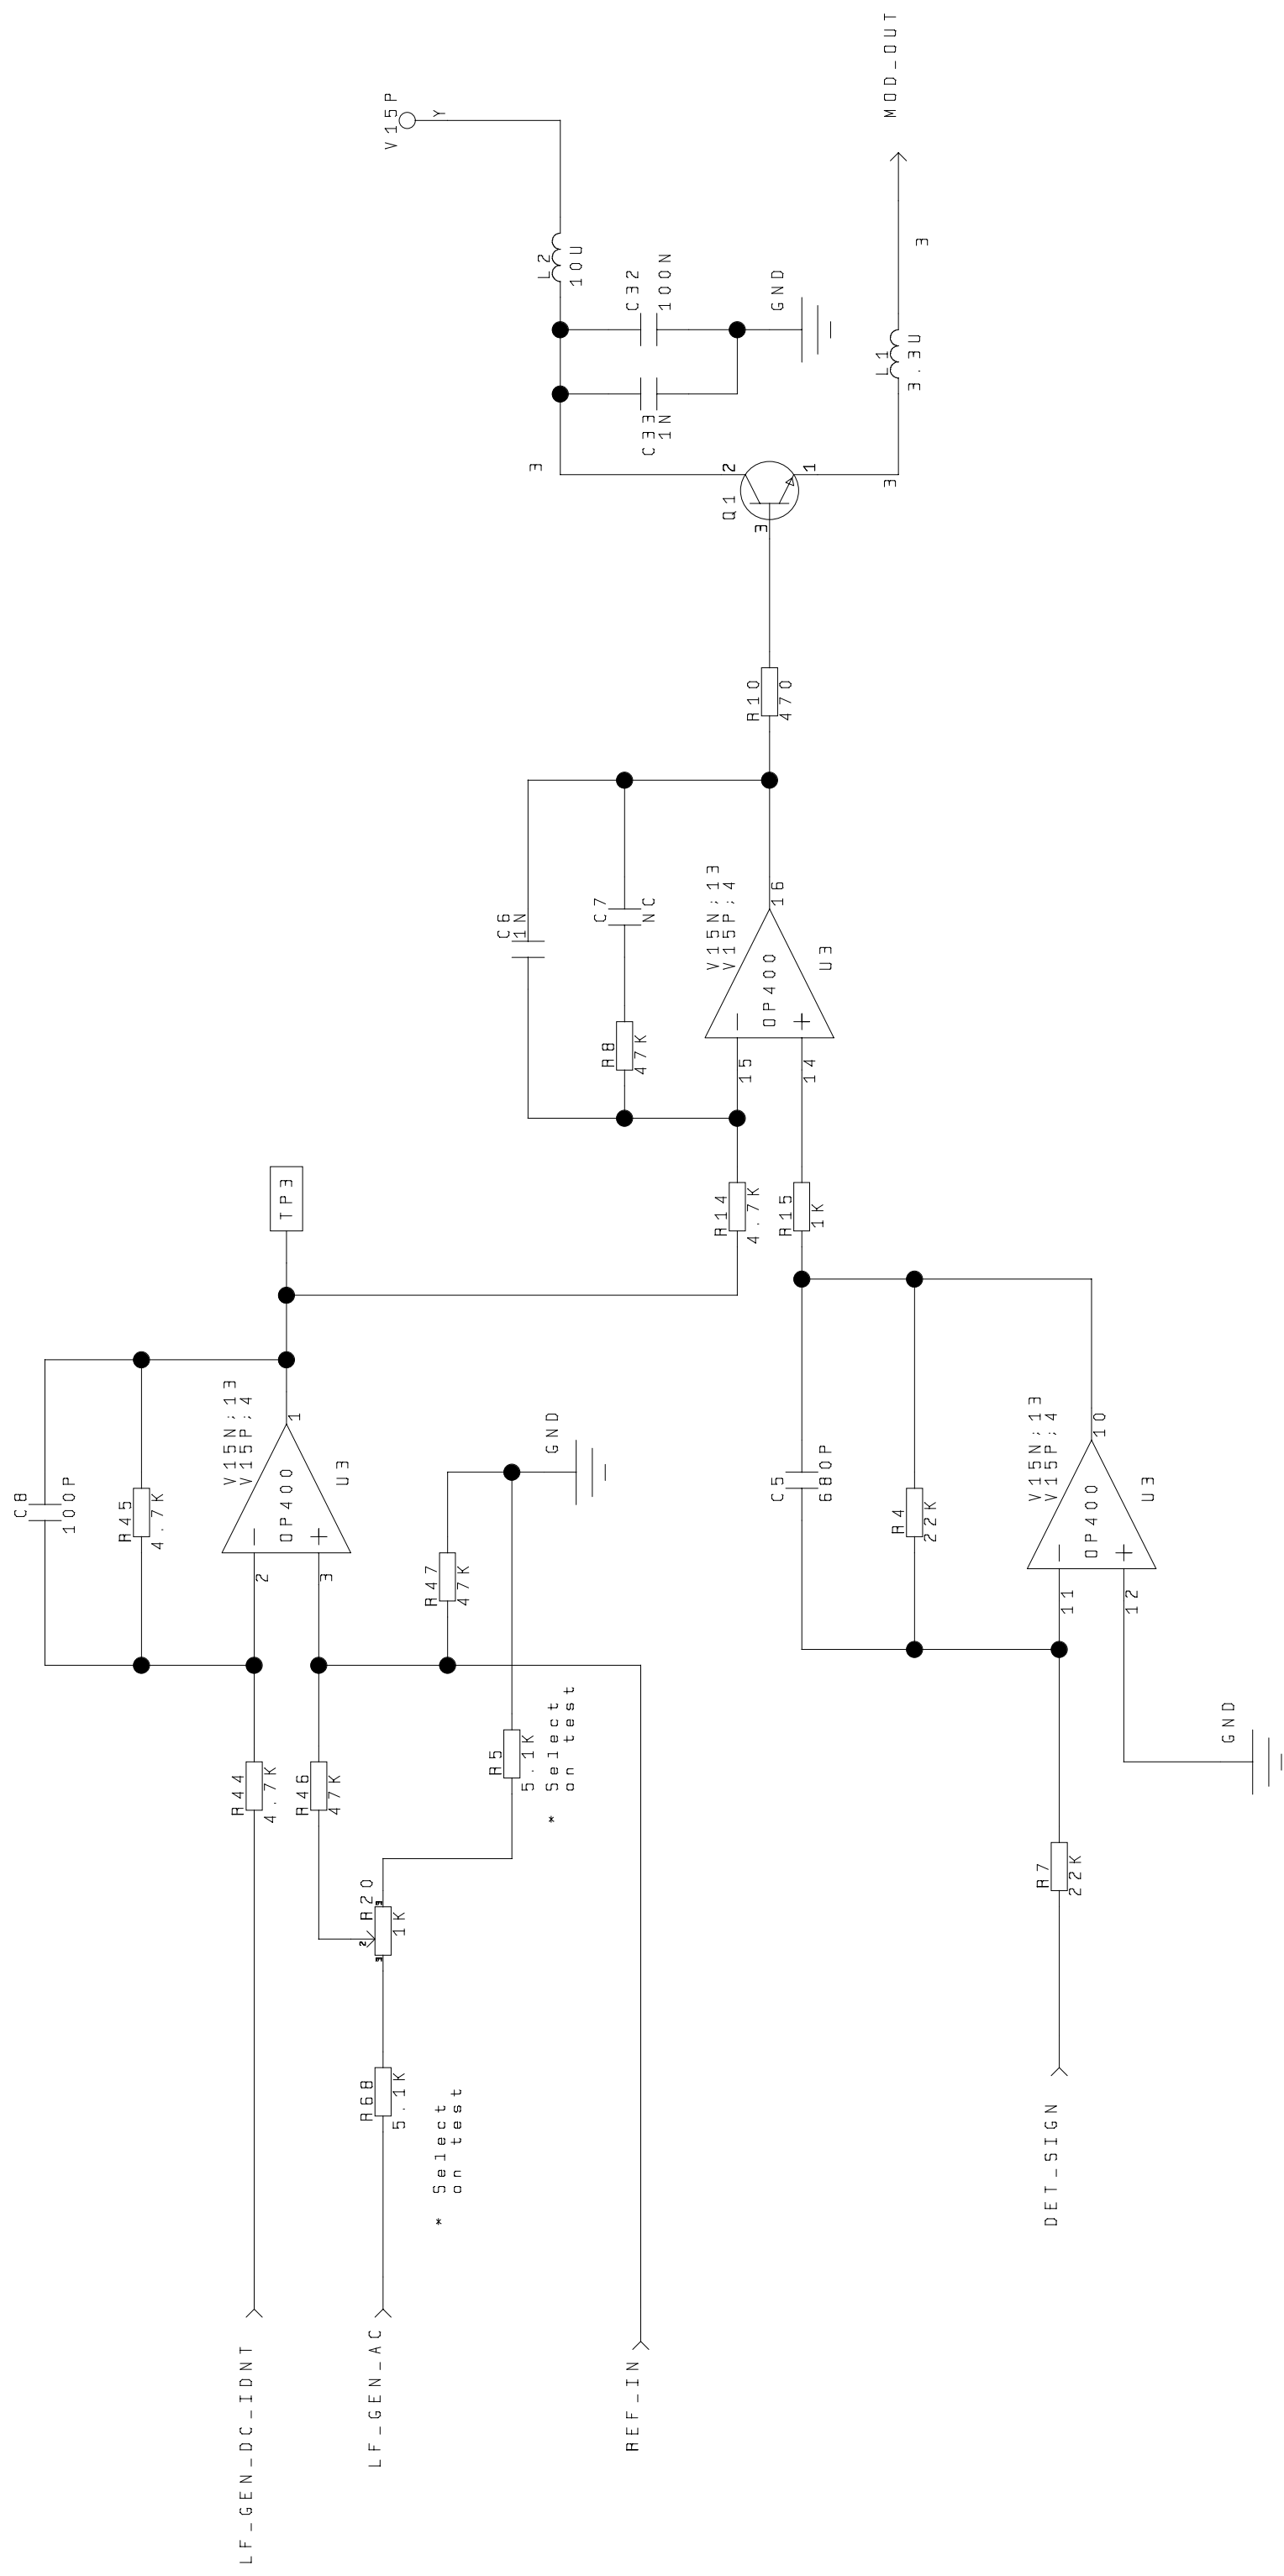 LF_GEN_DC_IDNT
LF_GEN_AC
REF_IN
DET_SIGN
C8
100P
R45
4.7K
V15N;13
V15P;4
OP400
U3
1
2
3
TP3
R44
4.7K
R46
47K
R47
47K
GND
R20
1K
2
R5
5.1K
* Select
on test
R68
5.1K
* Select
on test
C5
680P
R4
22K
V15N;13
V15P;4
OP400
U3
10
11
12
R7
22K
GND
R14
4.7K
R15
1K
C6
1N
C7
NC
R8
47K
V15N;13
V15P;4
OP400
U3
15
14
16
R10
470
Q1
3
2
1
3
3
C33
1N
C32
100N
GND
L2
10U
V15P
Y
L1
3.3U
3
MOD_OUT